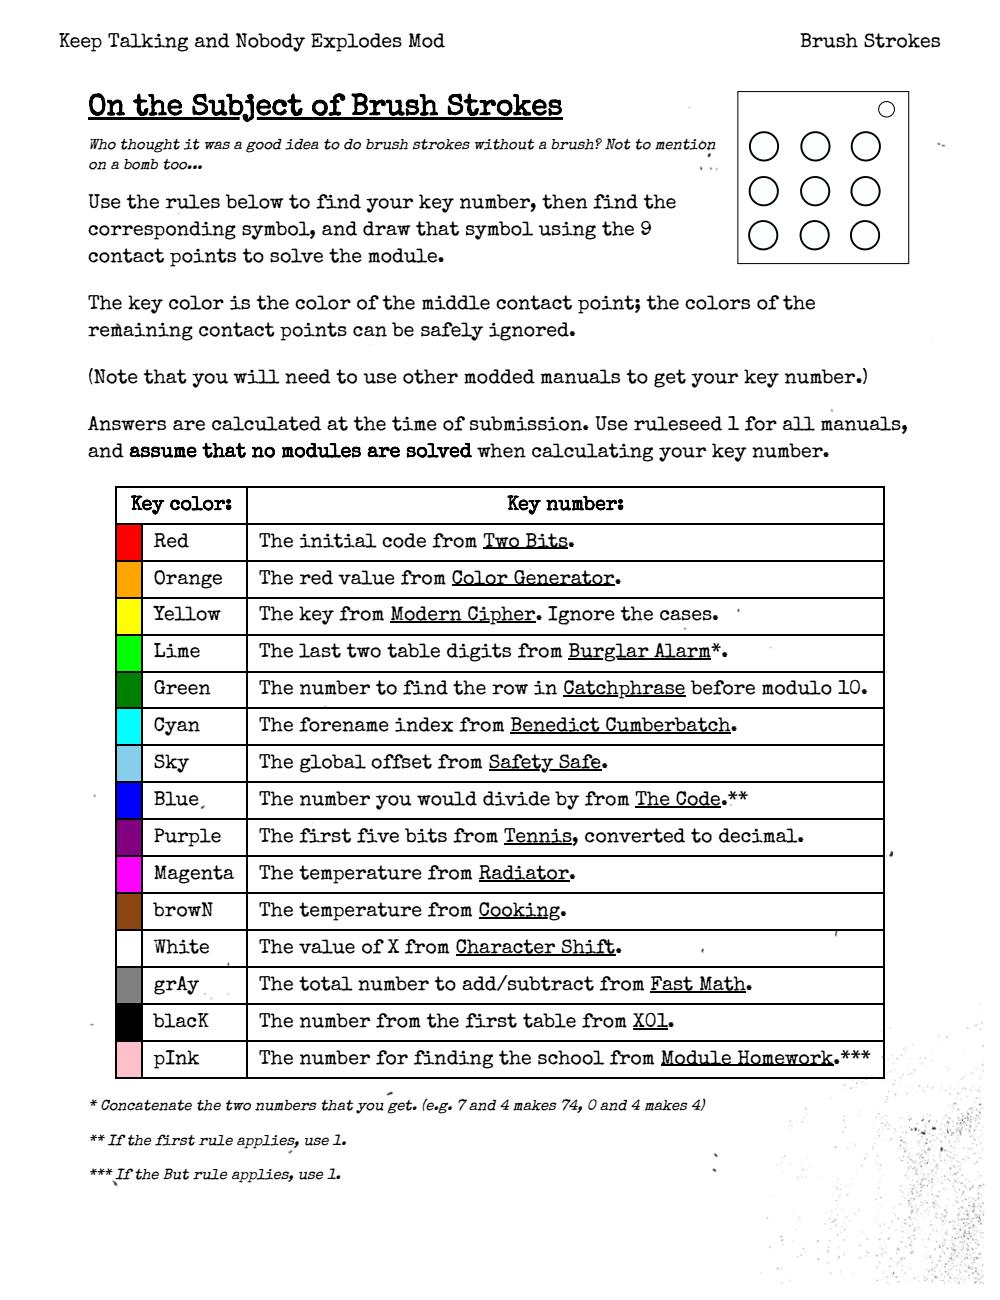 Keep Talking and Nobody Explodes Mod
Brush Strokes
On the Subject of Brush Strokes
Who thought it was a good idea to do brush strokes without a brush? Not to mention
on a bomb too...
Use the rules below to find your key number, then find the
corresponding symbol, and draw that symbol using the 9
contact points to solve the module.
The key color is the color of the middle contact point; the colors of the
remaining contact points can be safely ignored.
(Note that you will need to use other modded manuals to get your key number.)
Answers are calculated at the time of submission. Use ruleseed 1 for all manuals,
and assume that no modules are solved when calculating your key number.
Key color: Key number:
Red The initial code from Two Bits.
Orange The red value from Color Generator.
Yellow The key from Modern Cipher. Ignore the cases.
Lime The last two table digits from Burglar Alarm*.
Green The number to find the row in Catchphrase before modulo 10.
Cyan The forename index from Benedict Cumberbatch.
Sky The global offset from Safety Safe.
Blue The number you would divide by from The Code.**
Purple The first five bits from Tennis, converted to decimal.
Magenta The temperature from Radiator.
browN The temperature from Cooking.
White The value of X from Character Shift.
grAy The total number to add/subtract from Fast Math.
blacK The number from the first table from X01.
pInk The number for finding the school from Module Homework.***
* Concatenate the two numbers that you get. (e.g. 7 and 4 makes 74, 0 and 4 makes 4)
** If the first rule applies, use 1.
*** If the But rule applies, use 1.